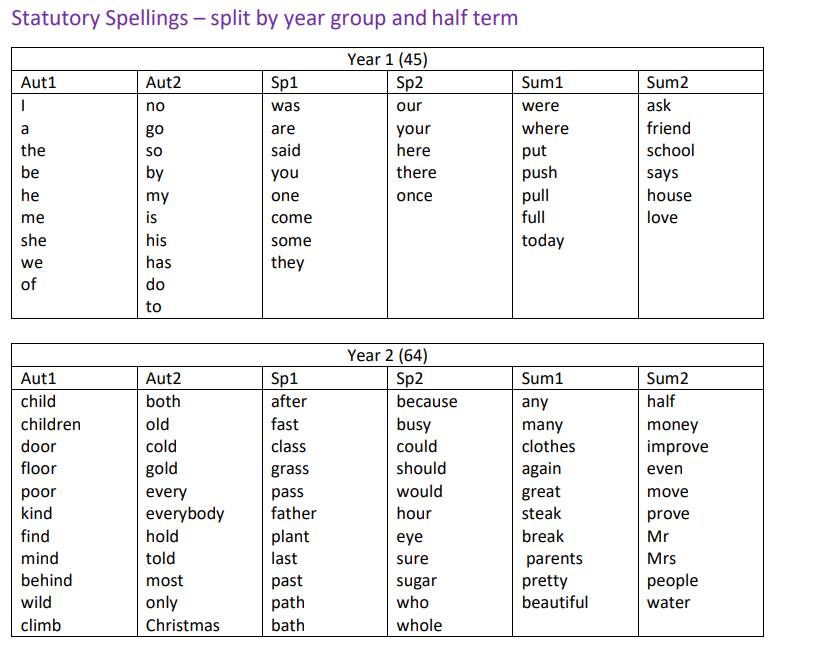 Statutory Spellings – split by year group and half term
Year 1 (45)
Aut1 Aut2 Sp1 Sp2 Sum1 Sum2
I no was our were ask
a go are your where friend
the so said here put school
be by you there push says
he my one once pull house
me is come full love
she his some today
we has they
of do
to
Year 2 (64)
Aut1 Aut2 Sp1 Sp2 Sum1 Sum2
child both after because any half
children old fast busy many money
door cold class could clothes improve
floor gold grass should again even
poor every pass would great move
kind everybody father hour steak prove
find hold plant eye break Mr
mind told last sure parents Mrs
behind most past sugar pretty people
wild only path who beautiful water
climb Christmas bath whole